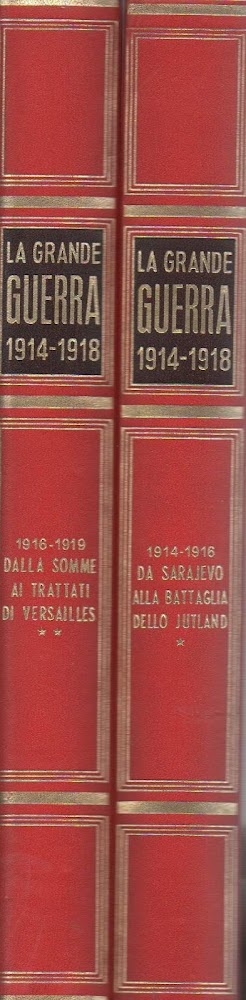 LA GRANDE
GUERRA
1914-1918
1916-1919
DALLA SOMME
AI TRATTATI
DI VERSAILLES
★ ★
LA GRANDE
GUERRA
1914-1918
1914-1916
DA SARAJEVO
ALLA BATTAGLIA
DELLO JUTLAND
★